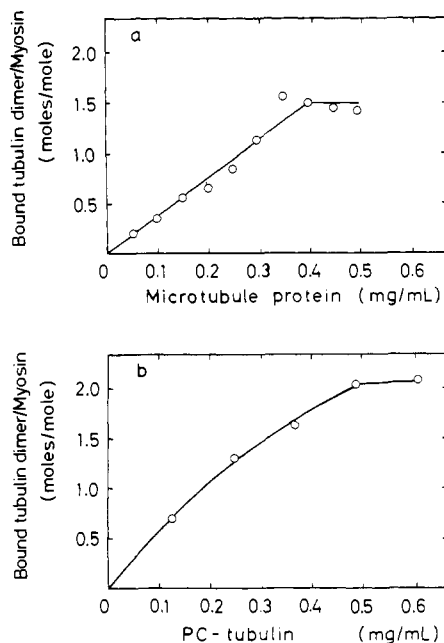 a
Bound tubulin dimer/Myosin
(moles/mole)
2.0
1.5
1.0
0.5
0 0.1 0.2 0.3 0.4 0.5 0.6
Microtubule protein (mg/mL)
b
Bound tubulin dimer/Myosin
(moles/mole)
2.0
1.5
1.0
0.5
0 0.1 0.2 0.3 0.4 0.5 0.6
PC-tubulin (mg/mL)